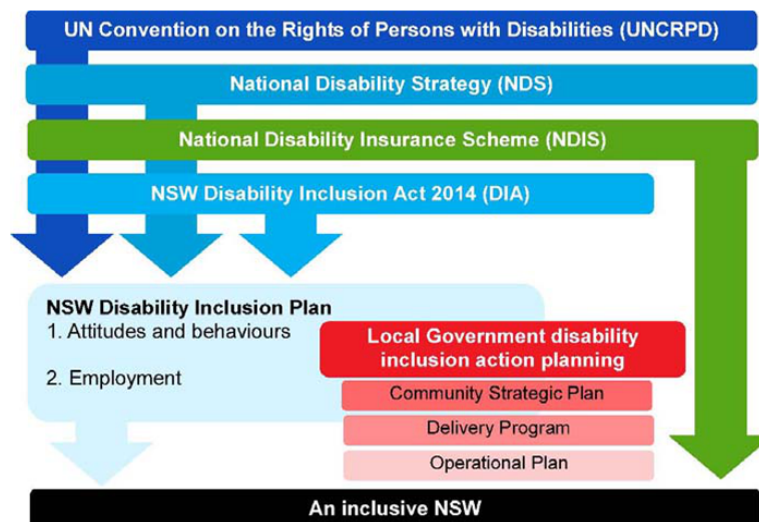 UN Convention on the Rights of Persons with Disabilities (UNCRPD)
National Disability Strategy (NDS)
National Disability Insurance Scheme (NDIS)
NSW Disability Inclusion Act 2014 (DIA)
NSW Disability Inclusion Plan
1. Attitudes and behaviours
2. Employment
Local Government disability
inclusion action planning
Community Strategic Plan
Delivery Program
Operational Plan
An inclusive NSW